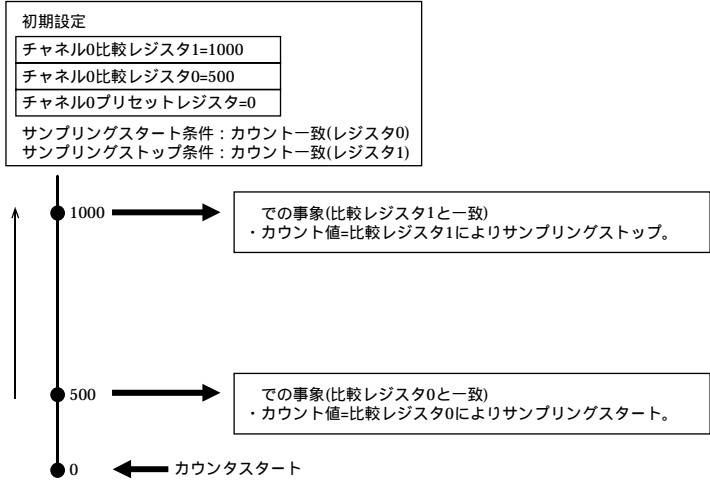 初期設定
チャネル0比較レジスタ1=1000
チャネル0比較レジスタ0=500
チャネル0プリセットレジスタ=0
サンプリングスタート条件：カウント一致(レジスタ0)
サンプリングストップ条件：カウント一致(レジスタ1)
1000
での事象(比較レジスタ1と一致)
・カウント値=比較レジスタ1によりサンプリングストップ。
500
での事象(比較レジスタ0と一致)
・カウント値=比較レジスタ0によりサンプリングスタート。
0
カウンタスタート